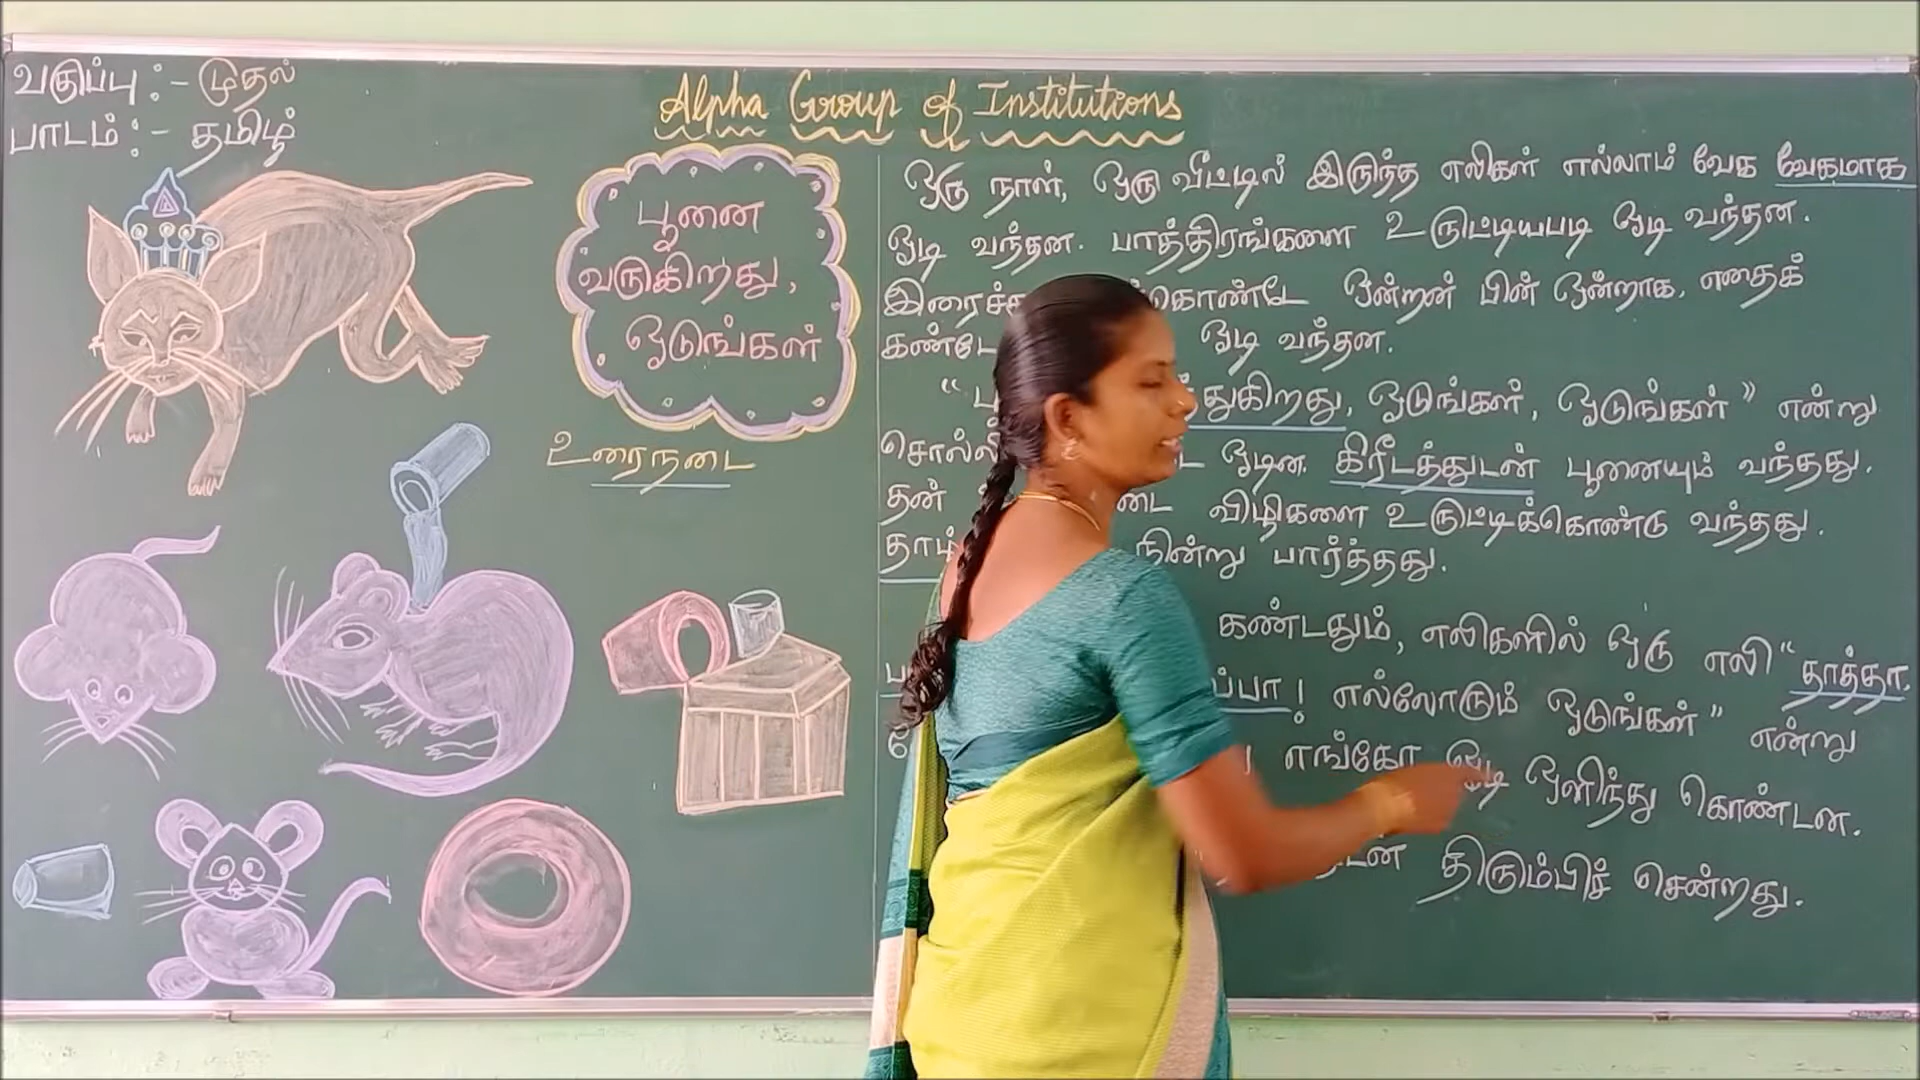 வகுப்பு :- முதல்
பாடம் :- தமிழ்
Alpha Group of Institutions
பூனை
வருகிறது,
ஓடுங்கள்
உரைநடை
ஒரு நாள், ஒரு வீட்டில் இருந்த எலிகள் எல்லாம் வேக வேகமாக
ஓடி வந்தன. பாத்திரங்களை உருட்டியபடி ஓடி வந்தன.
ஒன்றன் பின் ஒன்றாக, எதைக்
ஓடி வந்தன.
ஓடுங்கள், ஓடுங்கள்" என்று
ஓடின. கிரீடத்துடன் பூனையும் வந்தது.
தன் விழிகளை உருட்டிக்கொண்டு வந்தது.
நின்று பார்த்தது.
கண்டதும், எலிகளில் ஒரு எலி "தாத்தா,
எல்லோரும் ஓடுங்கள்" என்று
எங்கோ ஓடி ஒளிந்து கொண்டன.
திரும்பிச் சென்றது.